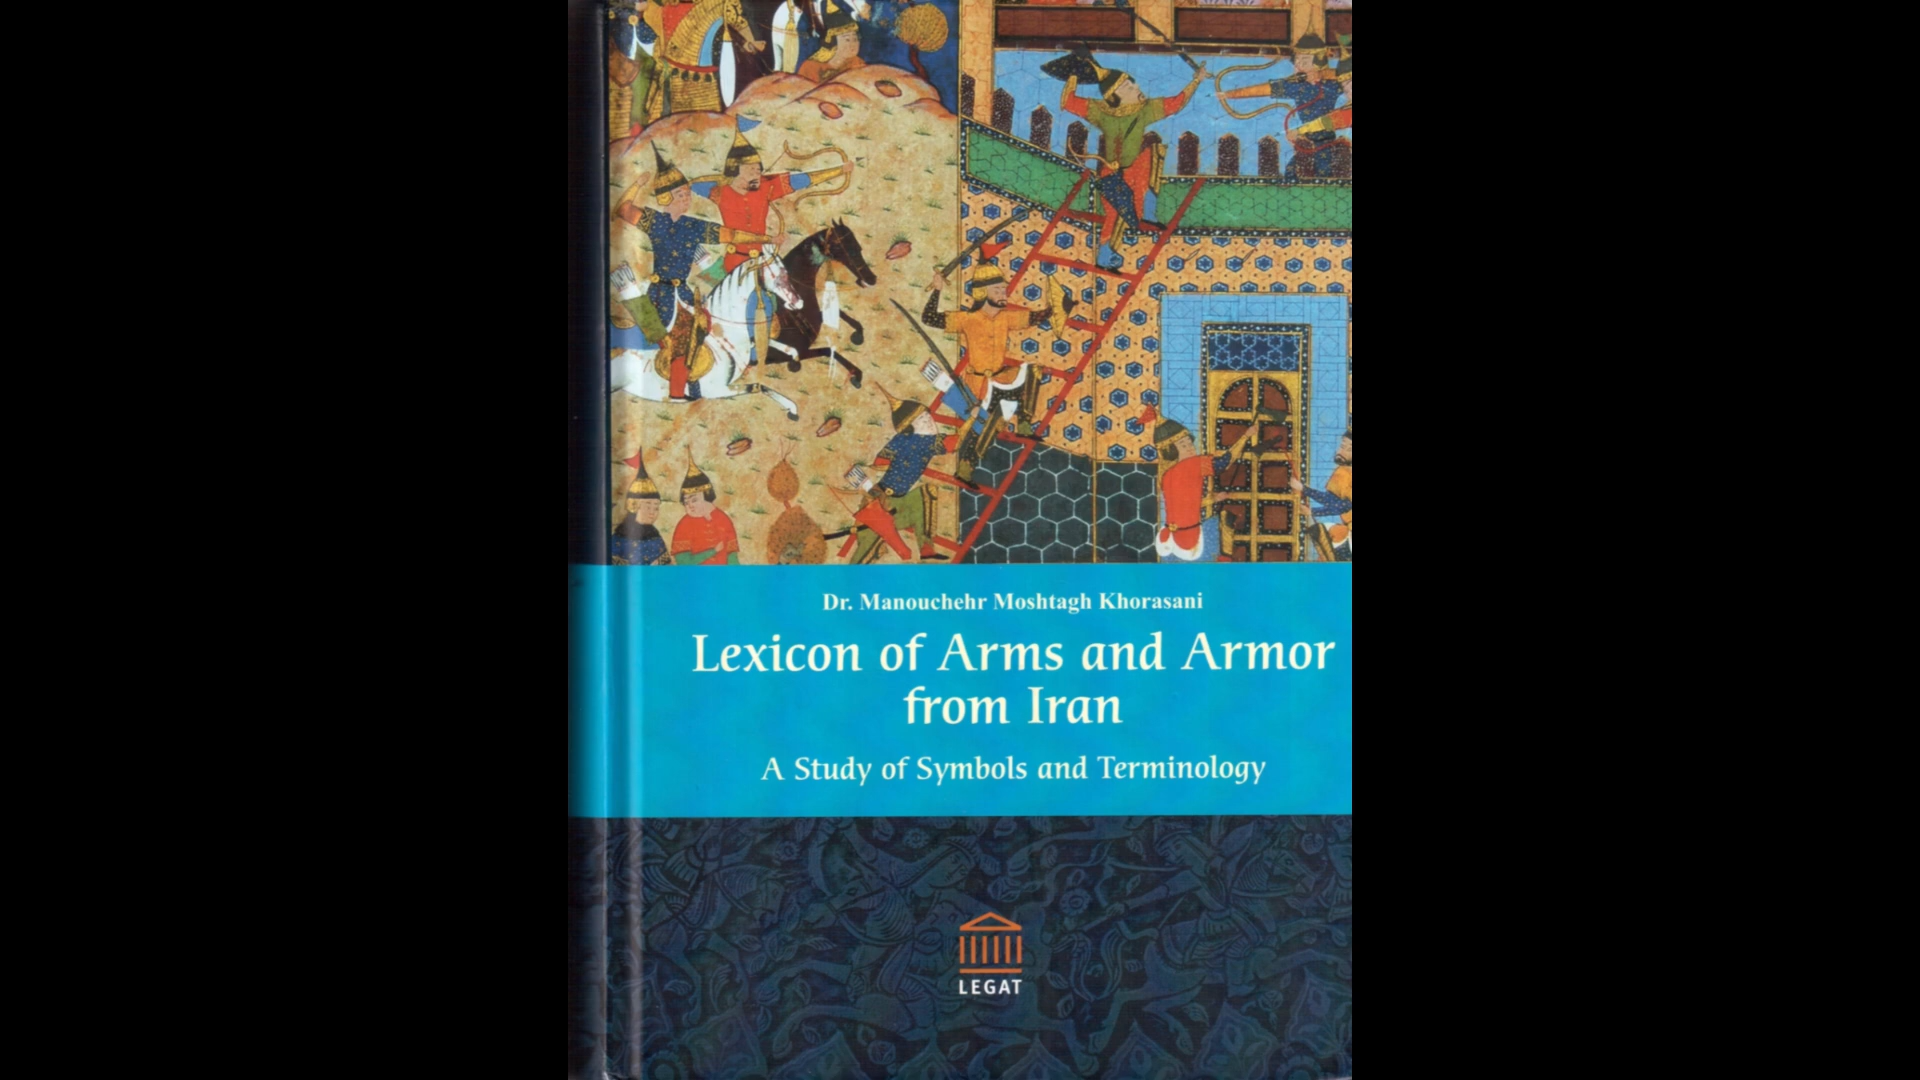 Dr. Manouchehr Moshtagh Khorasani
Lexicon of Arms and Armor
from Iran
A Study of Symbols and Terminology
LEGAT